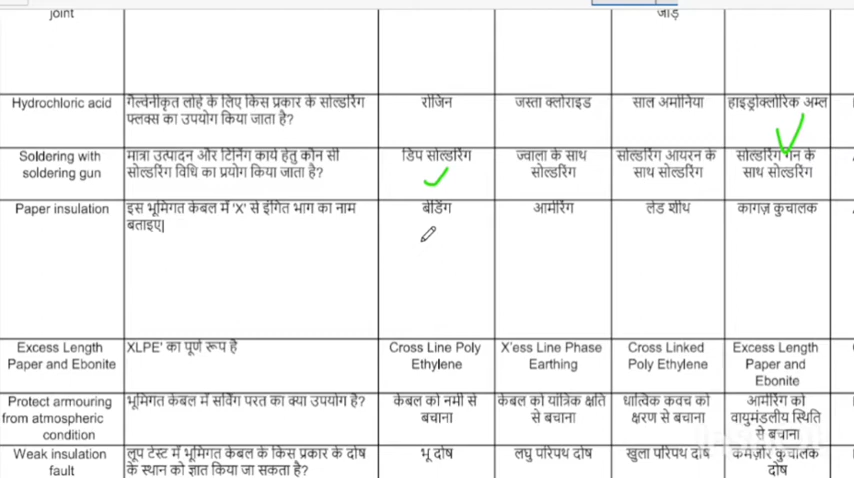 joint
जोड़
Hydrochloric acid
गैल्वेनीकृत लोहे के लिए किस प्रकार के सोल्डरिंग
फ्लक्स का उपयोग किया जाता है?
रोजिन
जस्ता क्लोराइड
साल अमोनिया
हाइड्रोक्लोरिक अम्ल
Soldering with
soldering gun
मात्रा उत्पादन और टिनिंग कार्य हेतु कौन सी
सोल्डरिंग विधि का प्रयोग किया जाता है?
डिप सोल्डरिंग
ज्वाला के साथ
सोल्डरिंग
सोल्डरिंग आयरन के
साथ सोल्डरिंग
सोल्डरिंग गन के
साथ सोल्डरिंग
Paper insulation
इस भूमिगत केबल में 'X' से इंगित भाग का नाम
बताइए|
बेडिंग
आर्मरिंग
लेड शीथ
कागज़ कुचालक
Excess Length
Paper and Ebonite
XLPE' का पूर्ण रूप है
Cross Line Poly
Ethylene
X'ess Line Phase
Earthing
Cross Linked
Poly Ethylene
Excess Length
Paper and
Ebonite
Protect armouring
from atmospheric
condition
भूमिगत केबल में सर्विंग परत का क्या उपयोग है?
केबल को नमी से
बचाना
केबल को यांत्रिक क्षति
से बचाना
धात्विक कवच को
क्षरण से बचाना
आर्मरिंग को
वायुमंडलीय स्थिति
से बचाना
Weak insulation
fault
लूप टेस्ट में भूमिगत केबल के किस प्रकार के दोष
के स्थान को ज्ञात किया जा सकता है?
भू दोष
लघु परिपथ दोष
खुला परिपथ दोष
कमज़ोर कुचालक
दोष